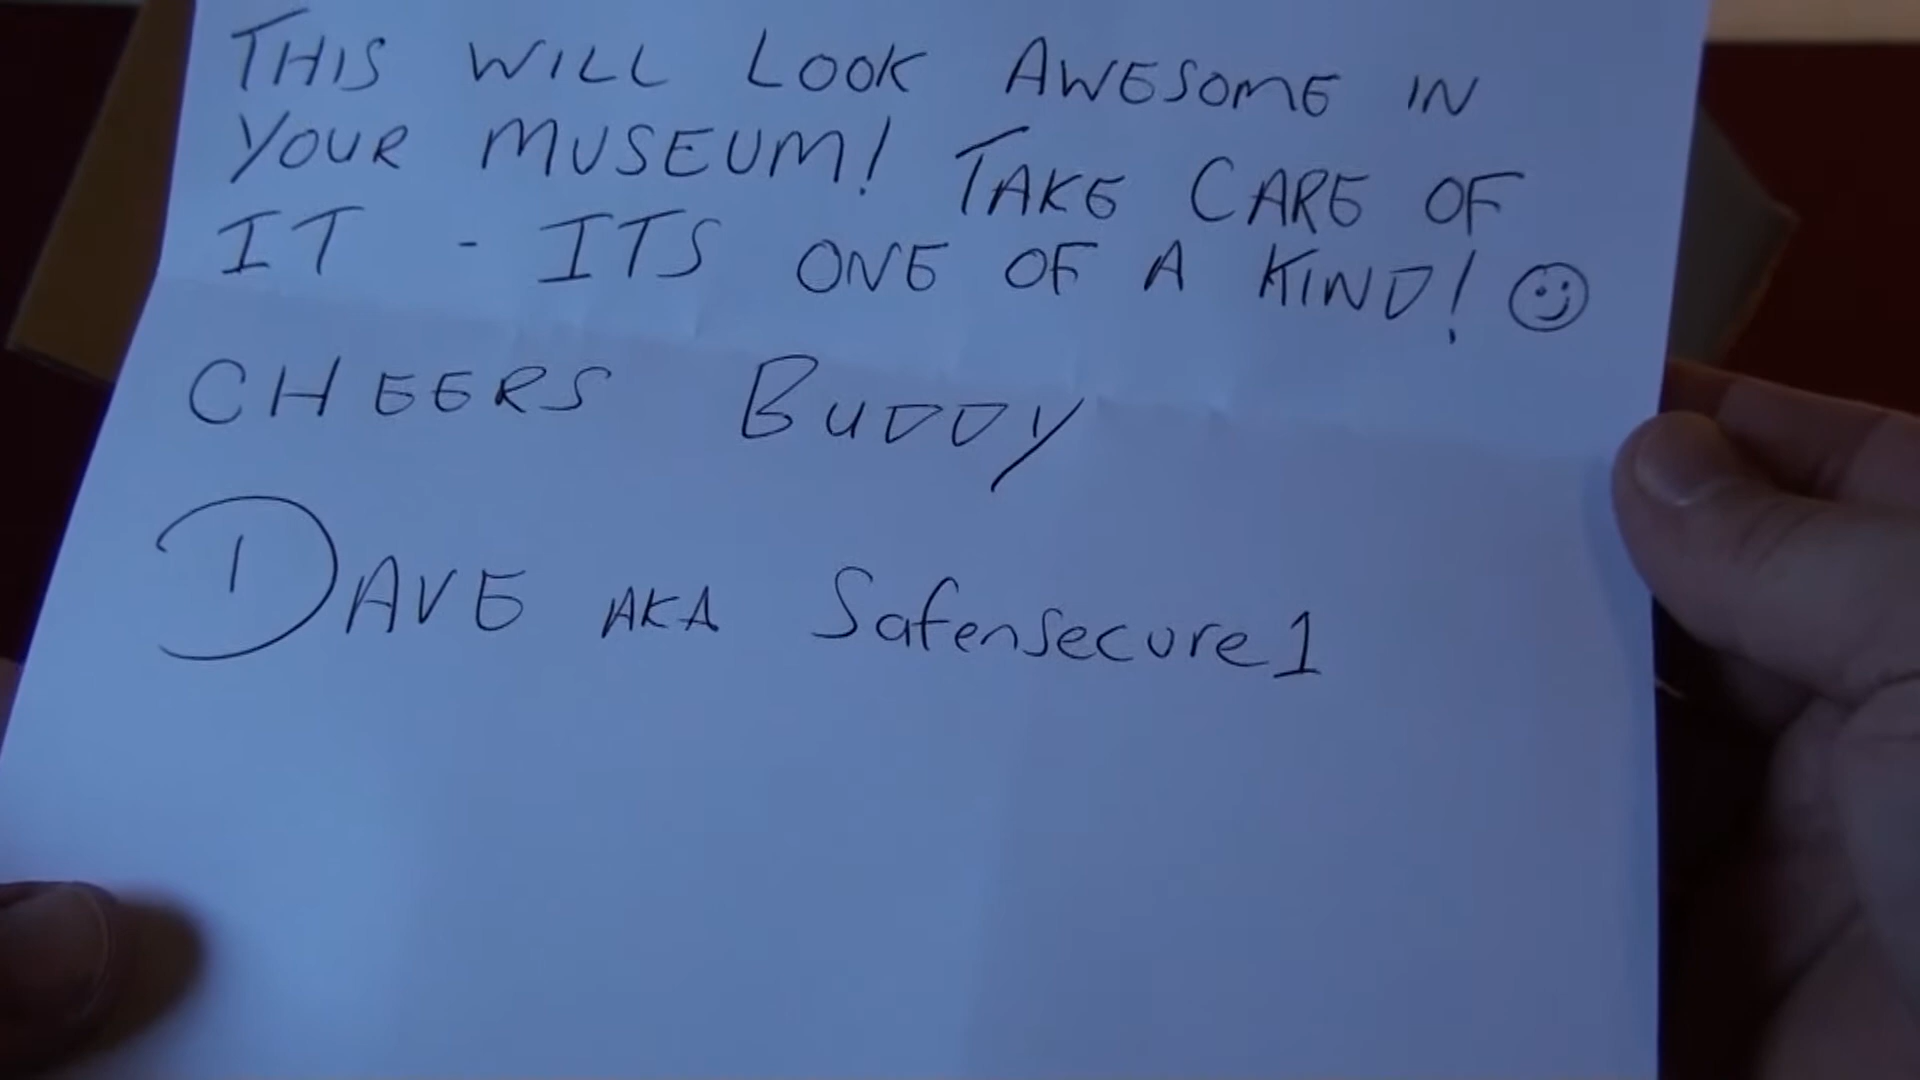 THIS WILL LOOK AWESOME IN
YOUR MUSEUM! TAKE CARE OF
IT - ITS ONE OF A KIND! ☺
CHEERS BUDDY
DAVE AKA Safensecure1